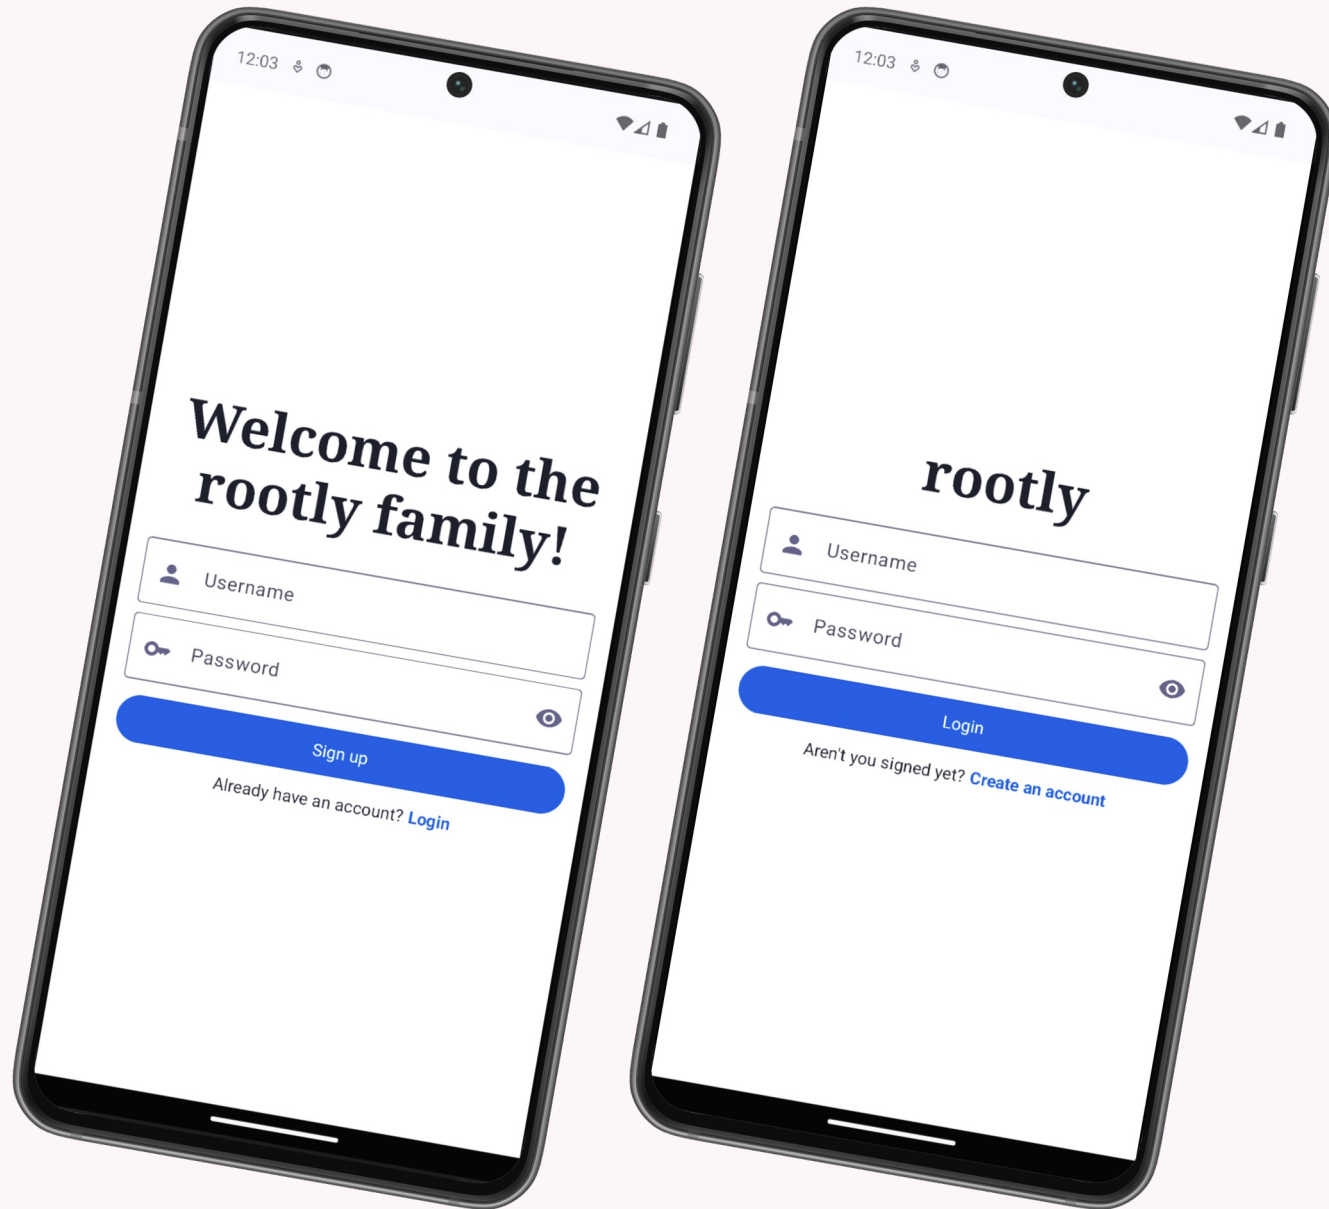 12:03
Welcome to the
rootly family!
Username
Password
Sign up
Already have an account? Login
12:03
rootly
Username
Password
Login
Aren't you signed yet? Create an account